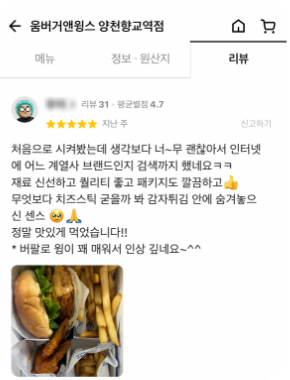 움버거앤윙스 양천향교역점
메뉴 정보·원산지 리뷰
리뷰 31 · 평균별점 4.7
★★★★★ 지난 주 신고하기
처음으로 시켜봤는데 생각보다 너~무 괜찮아서 인터넷
에 어느 계열사 브랜드인지 검색까지 했네요ㅋㅋ
재료 신선하고 퀄리티 좋고 패키지도 깔끔하고👍
무엇보다 치즈스틱 굳을까 봐 감자튀김 안에 숨겨놓으
신 센스 🥹🙏
정말 맛있게 먹었습니다!!
* 버팔로 윙이 꽤 매워서 인상 깊네요~^^